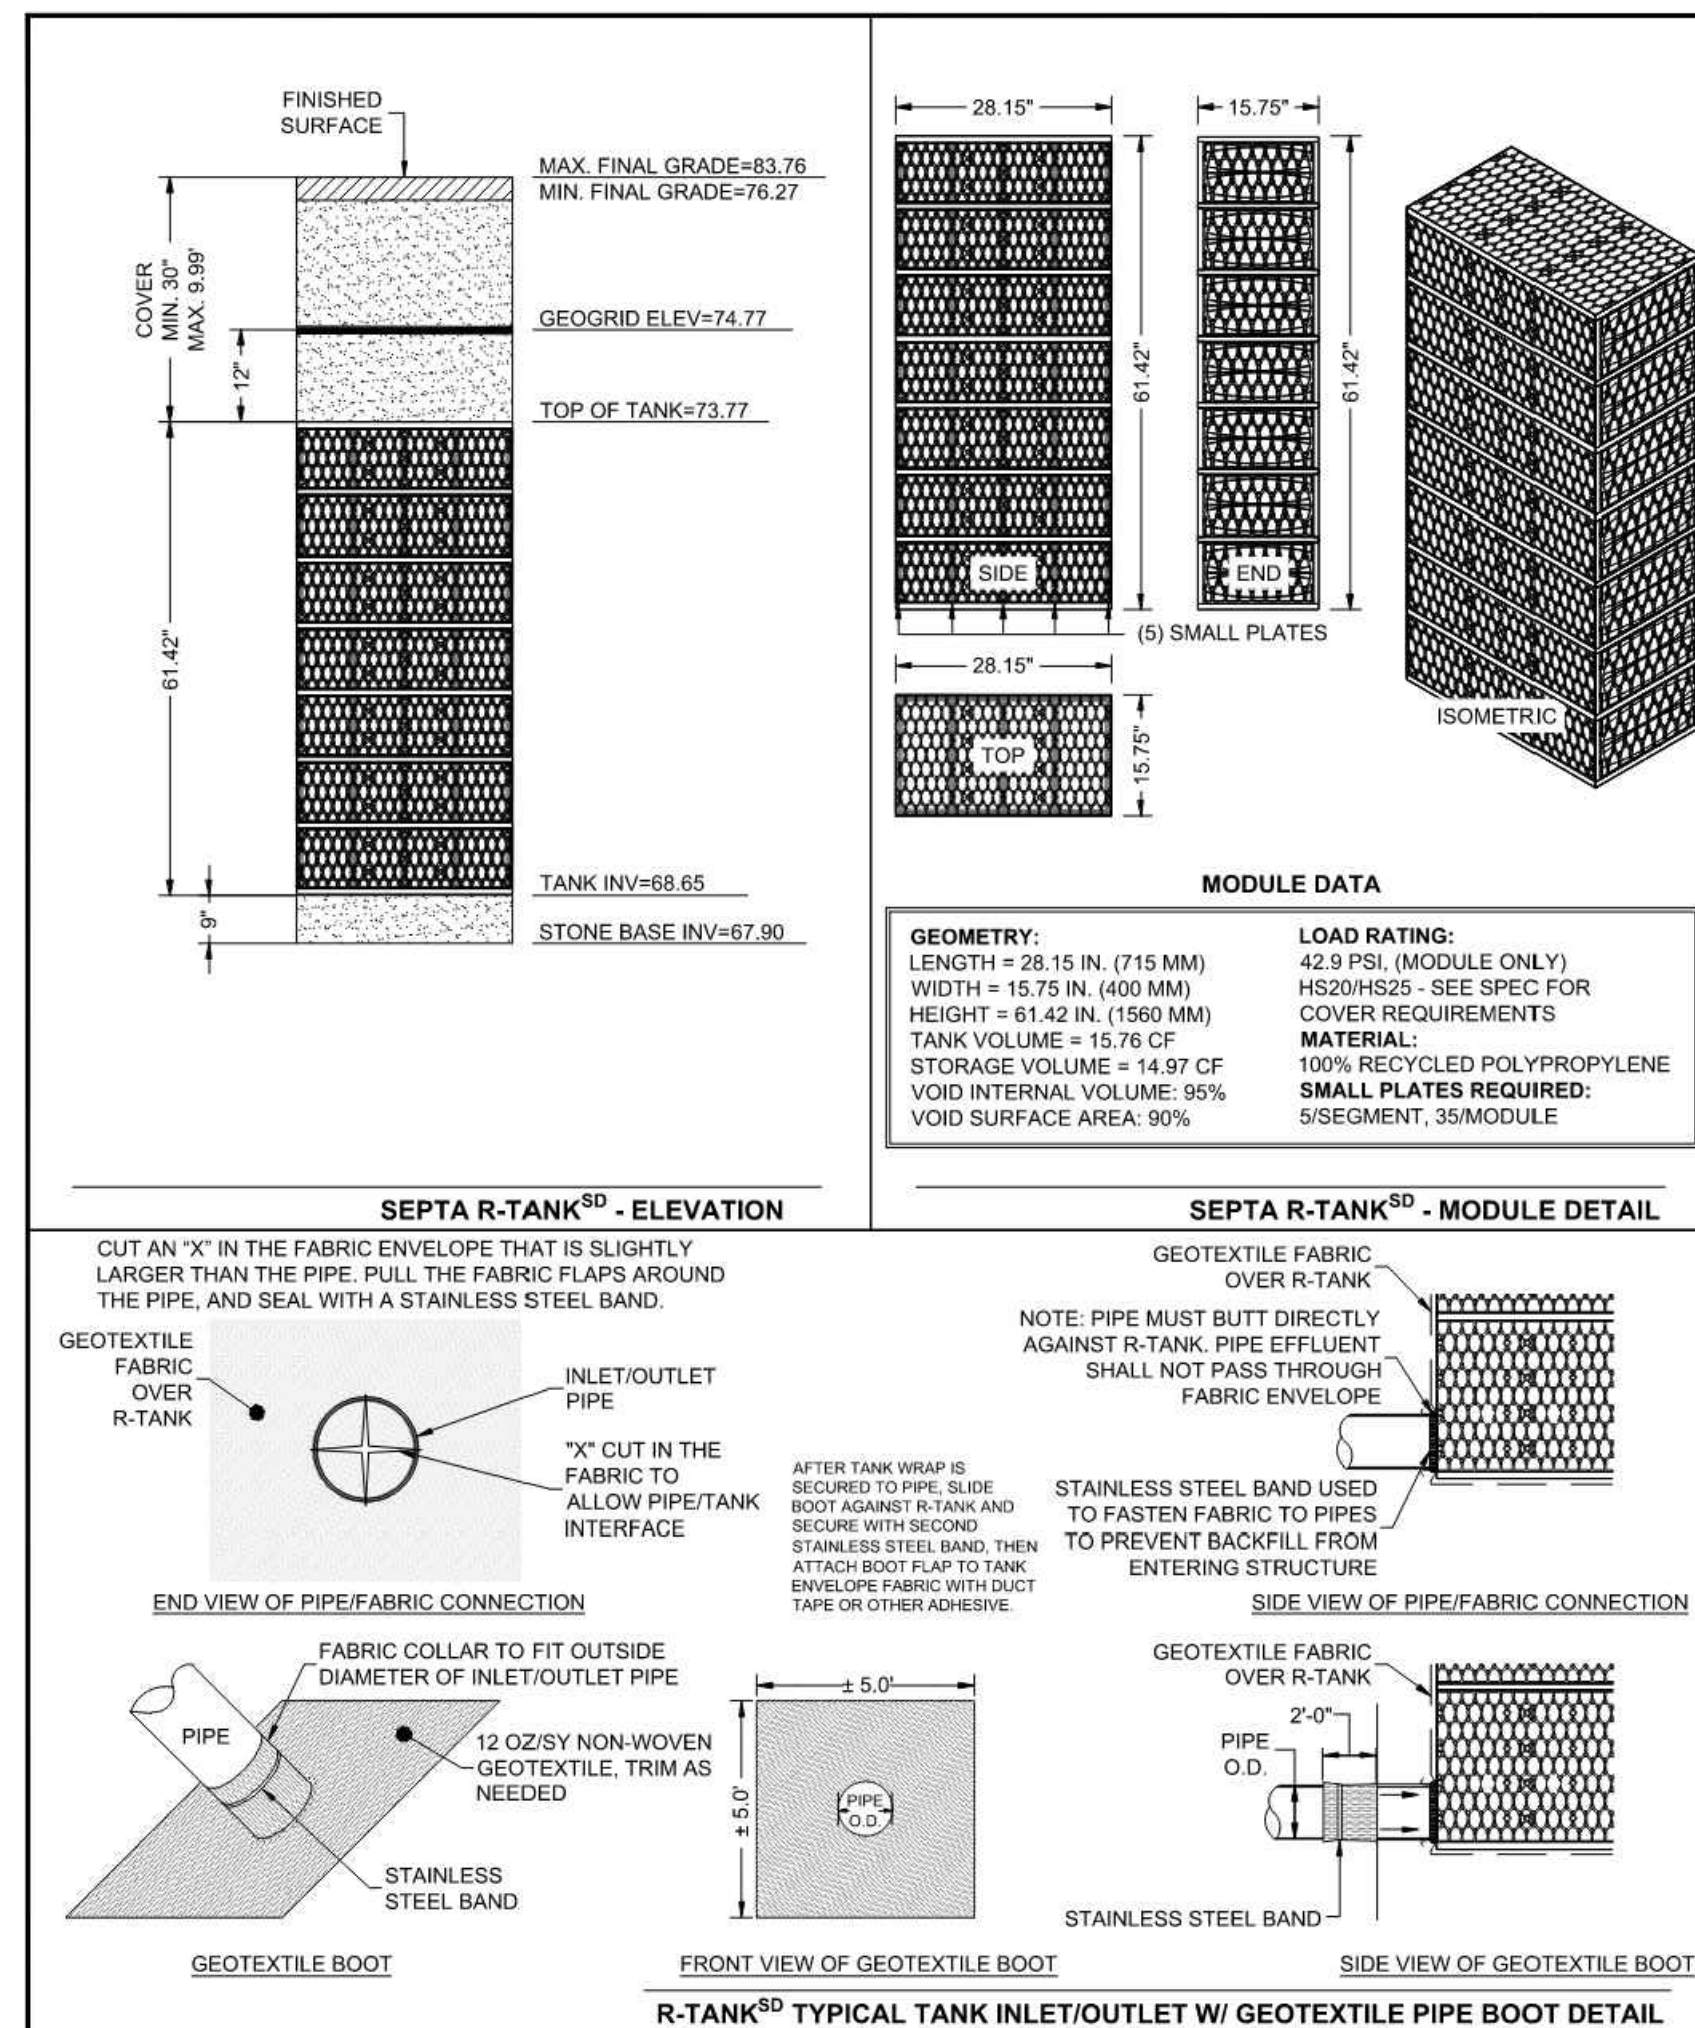 FINISHED
SURFACE
MAX. FINAL GRADE=83.76
MIN. FINAL GRADE=76.27
COVER
MIN. 30"
MAX. 9.99'
GEOGRID ELEV=74.77
12"
TOP OF TANK=73.77
61.42"
TANK INV=68.65
9"
STONE BASE INV=67.90
SEPTA R-TANKSD - ELEVATION
28.15"
15.75"
61.42"
61.42"
SIDE
END
(5) SMALL PLATES
28.15"
TOP
15.75"
ISOMETRIC
MODULE DATA
GEOMETRY:
LENGTH = 28.15 IN. (715 MM)
WIDTH = 15.75 IN. (400 MM)
HEIGHT = 61.42 IN. (1560 MM)
TANK VOLUME = 15.76 CF
STORAGE VOLUME = 14.97 CF
VOID INTERNAL VOLUME: 95%
VOID SURFACE AREA: 90%
LOAD RATING:
42.9 PSI, (MODULE ONLY)
HS20/HS25 - SEE SPEC FOR
COVER REQUIREMENTS
MATERIAL:
100% RECYCLED POLYPROPYLENE
SMALL PLATES REQUIRED:
5/SEGMENT, 35/MODULE
SEPTA R-TANKSD - MODULE DETAIL
CUT AN "X" IN THE FABRIC ENVELOPE THAT IS SLIGHTLY
LARGER THAN THE PIPE. PULL THE FABRIC FLAPS AROUND
THE PIPE, AND SEAL WITH A STAINLESS STEEL BAND.
GEOTEXTILE
FABRIC
OVER
R-TANK
INLET/OUTLET
PIPE
"X" CUT IN THE
FABRIC TO
ALLOW PIPE/TANK
INTERFACE
END VIEW OF PIPE/FABRIC CONNECTION
AFTER TANK WRAP IS
SECURED TO PIPE, SLIDE
BOOT AGAINST R-TANK AND
SECURE WITH SECOND
STAINLESS STEEL BAND, THEN
ATTACH BOOT FLAP TO TANK
ENVELOPE FABRIC WITH DUCT
TAPE OR OTHER ADHESIVE.
GEOTEXTILE FABRIC
OVER R-TANK
NOTE: PIPE MUST BUTT DIRECTLY
AGAINST R-TANK. PIPE EFFLUENT
SHALL NOT PASS THROUGH
FABRIC ENVELOPE
STAINLESS STEEL BAND USED
TO FASTEN FABRIC TO PIPES
TO PREVENT BACKFILL FROM
ENTERING STRUCTURE
SIDE VIEW OF PIPE/FABRIC CONNECTION
FABRIC COLLAR TO FIT OUTSIDE
DIAMETER OF INLET/OUTLET PIPE
PIPE
12 OZ/SY NON-WOVEN
GEOTEXTILE, TRIM AS
NEEDED
STAINLESS
STEEL BAND
GEOTEXTILE BOOT
± 5.0'
± 5.0'
PIPE
O.D.
FRONT VIEW OF GEOTEXTILE BOOT
GEOTEXTILE FABRIC
OVER R-TANK
2'-0"
PIPE
O.D.
STAINLESS STEEL BAND
SIDE VIEW OF GEOTEXTILE BOOT
R-TANKSD TYPICAL TANK INLET/OUTLET W/ GEOTEXTILE PIPE BOOT DETAIL